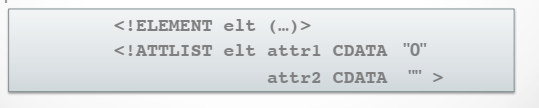 <!ELEMENT elt (…)>
<!ATTLIST elt attr1 CDATA "0"
attr2 CDATA "" >